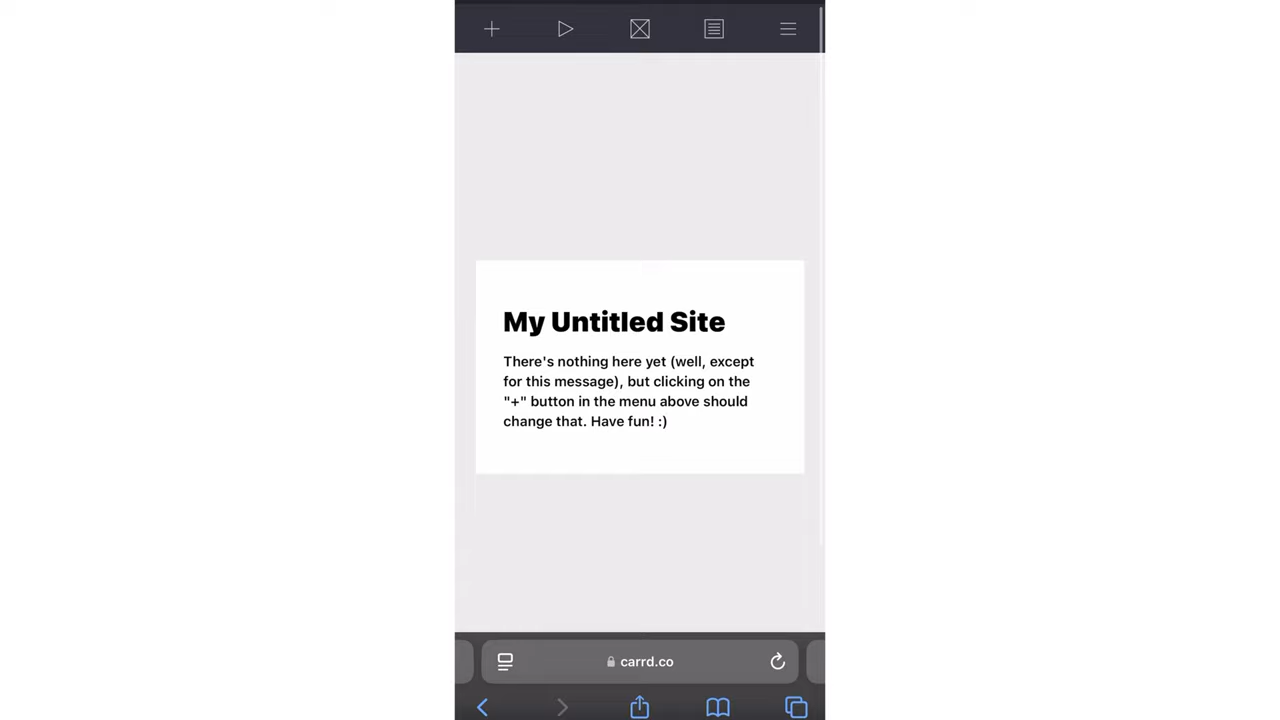 My Untitled Site
There's nothing here yet (well, except
for this message), but clicking on the
"+" button in the menu above should
change that. Have fun! :)
carrd.co